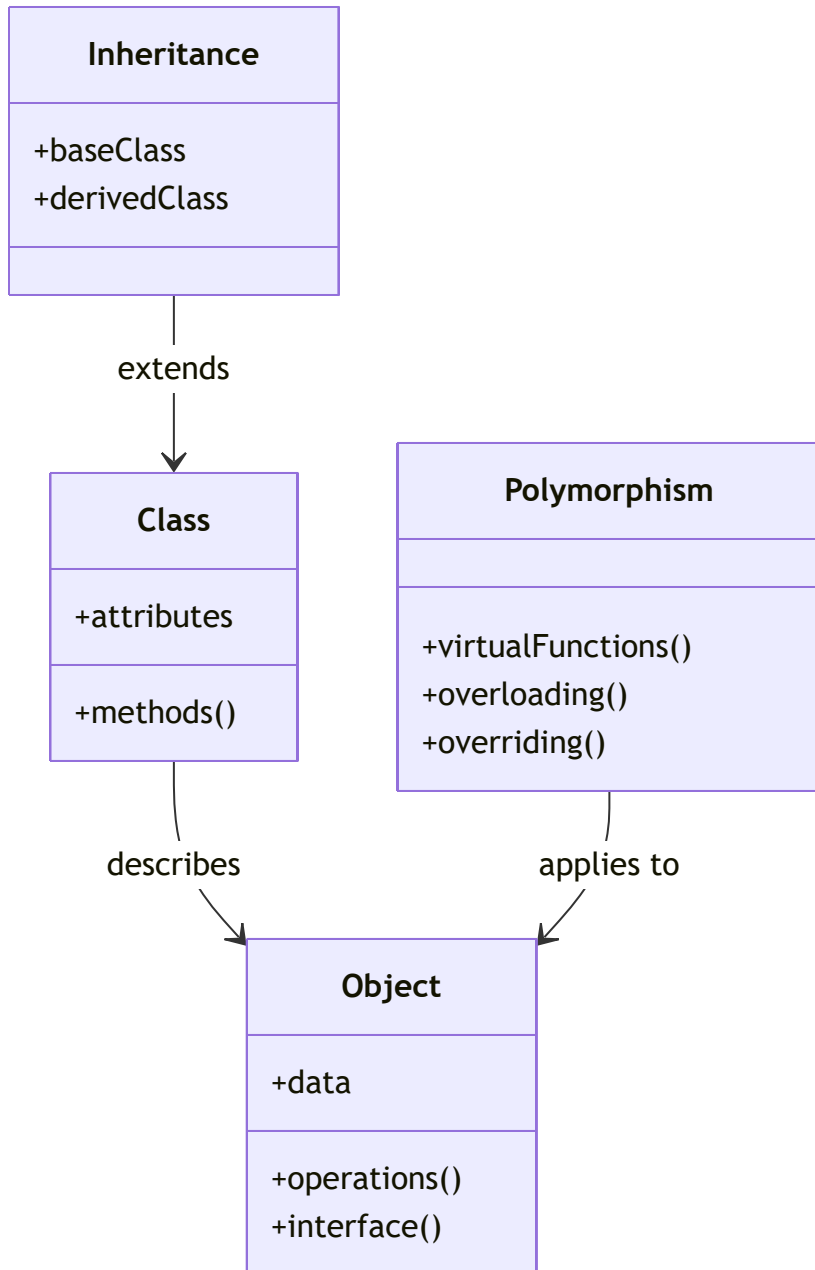 Inheritance
+baseClass
+derivedClass
extends
Class
+attributes
+methods()
Polymorphism
+virtualFunctions()
+overloading()
+overriding()
describes
applies to
Object
+data
+operations()
+interface()